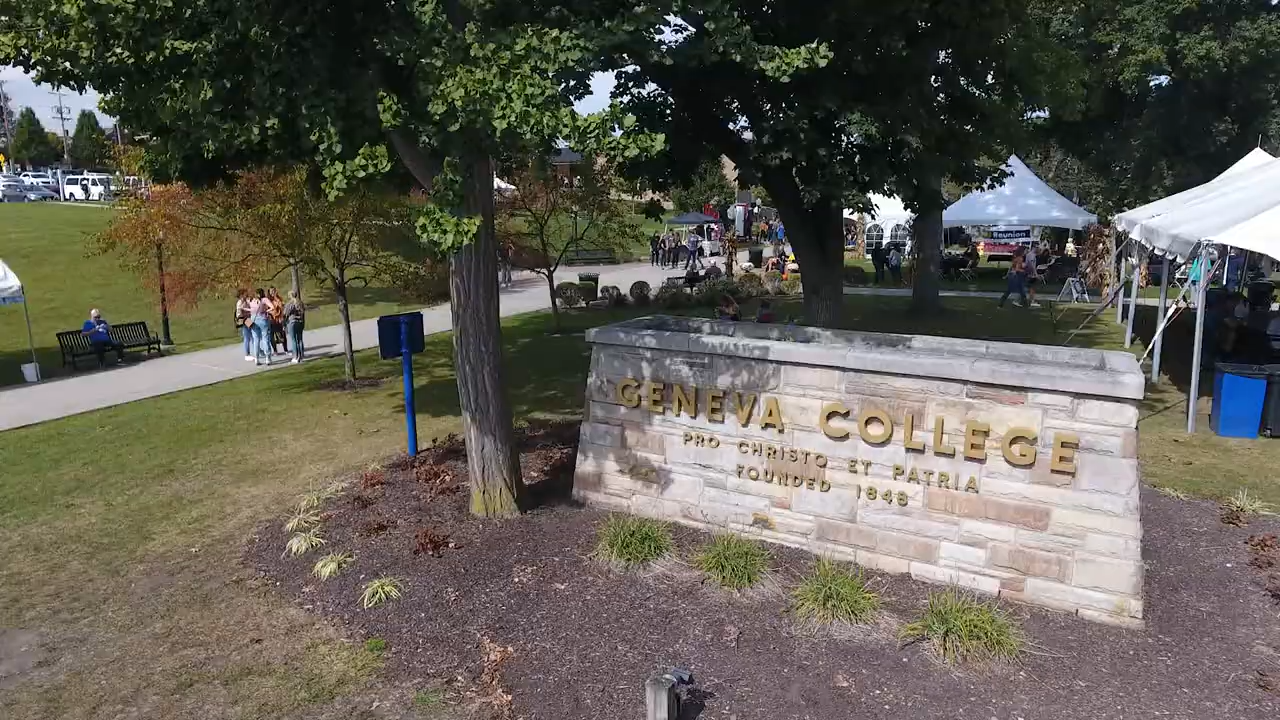 GENEVA COLLEGE
PRO CHRISTO ET PATRIA
FOUNDED 1848
Reunion